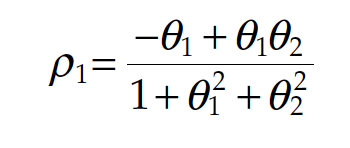 ρ₁= (−θ₁ + θ₁θ₂) / (1 + θ₁² + θ₂²)